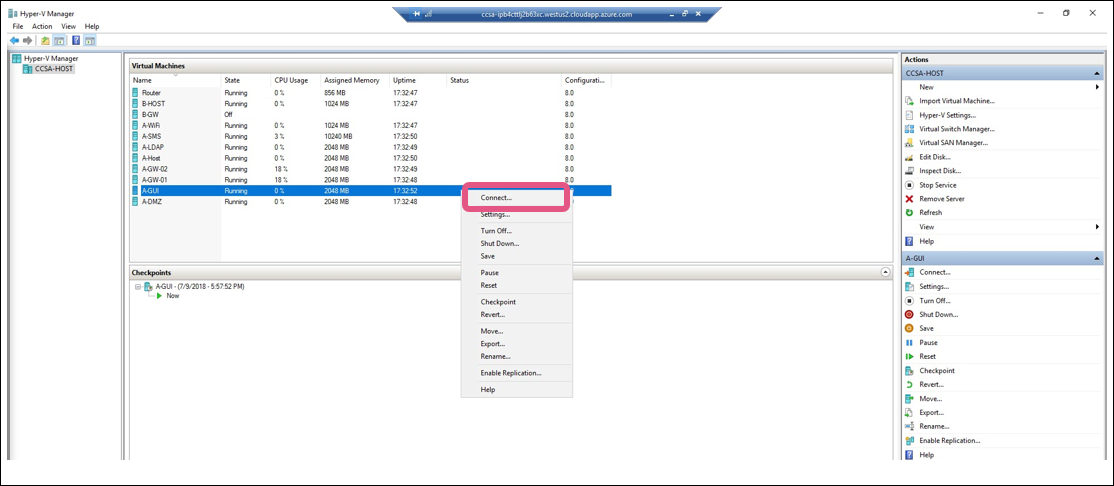 Hyper-V Manager
ccsa-ipb4cttlj2b63xc.westus2.cloudapp.azure.com
File Action View Help
Hyper-V Manager
CCSA-HOST
Virtual Machines
Name State CPU Usage Assigned Memory Uptime Status Configurati...
Router Running 0 % 856 MB 17:32:47 8.0
B-HOST Running 0 % 1024 MB 17:32:47 8.0
B-GW Off 8.0
A-WiFi Running 0 % 1024 MB 17:32:47 8.0
A-SMS Running 3 % 10240 MB 17:32:50 8.0
A-LDAP Running 0 % 2048 MB 17:32:50 8.0
A-Host Running 0 % 2048 MB 17:32:49 8.0
A-GW-02 Running 18 % 2048 MB 17:32:49 8.0
A-GW-01 Running 18 % 2048 MB 17:32:48 8.0
A-GUI Running 0 % 2048 MB 17:32:52
A-DMZ Running 0 % 2048 MB 17:32:48 8.0
Connect...
Settings...
Turn Off...
Shut Down...
Save
Pause
Reset
Checkpoint
Revert...
Move...
Export...
Rename...
Enable Replication...
Help
Checkpoints
A-GUI - (7/9/2018 - 5:57:52 PM)
Now
Actions
CCSA-HOST
New
Import Virtual Machine...
Hyper-V Settings...
Virtual Switch Manager...
Virtual SAN Manager...
Edit Disk...
Inspect Disk...
Stop Service
Remove Server
Refresh
View
Help
A-GUI
Connect...
Settings...
Turn Off...
Shut Down...
Save
Pause
Reset
Checkpoint
Revert...
Move...
Export...
Rename...
Enable Replication...
Help